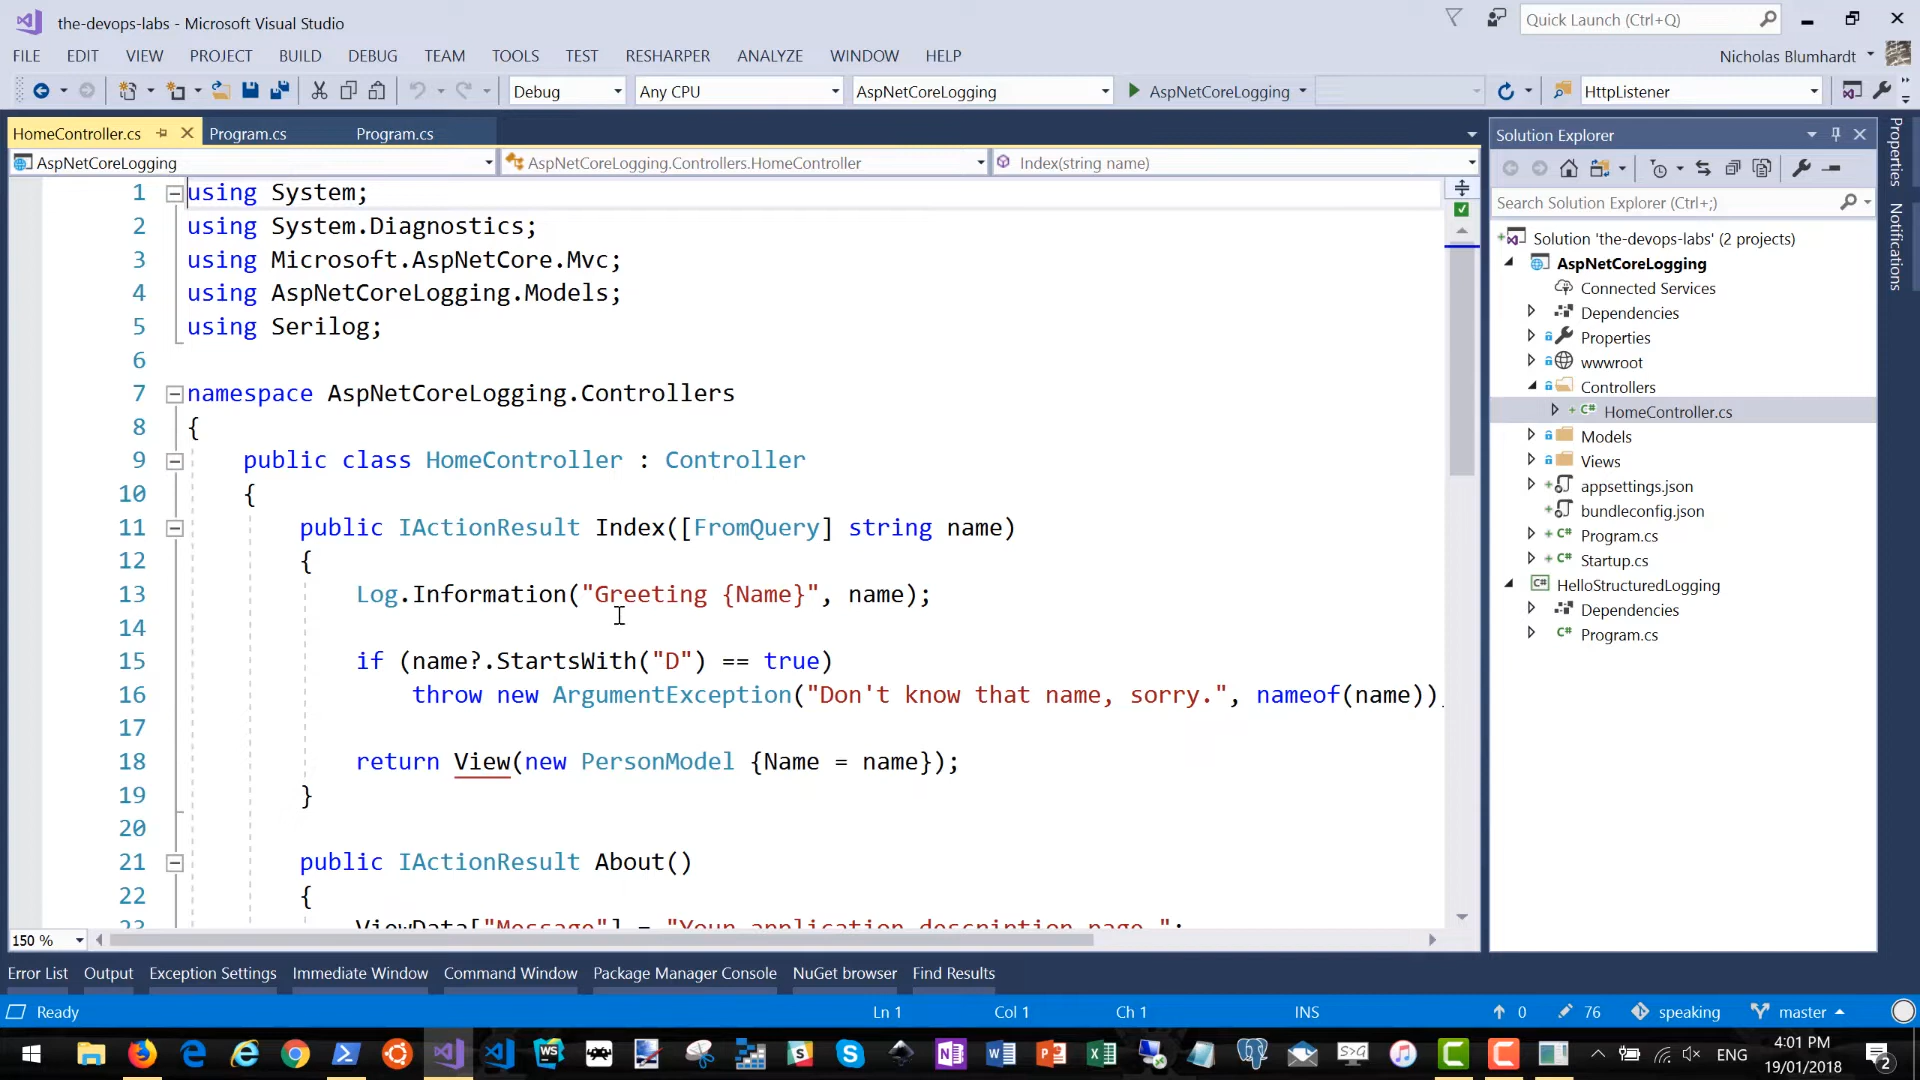 the-devops-labs - Microsoft Visual Studio
Quick Launch (Ctrl+Q)
FILE EDIT VIEW PROJECT BUILD DEBUG TEAM TOOLS TEST RESHARPER ANALYZE WINDOW HELP
Nicholas Blumhardt
Debug Any CPU AspNetCoreLogging AspNetCoreLogging HttpListener
HomeController.cs Program.cs Program.cs
AspNetCoreLogging AspNetCoreLogging.Controllers.HomeController Index(string name)
1 using System;
2 using System.Diagnostics;
3 using Microsoft.AspNetCore.Mvc;
4 using AspNetCoreLogging.Models;
5 using Serilog;
6
7 namespace AspNetCoreLogging.Controllers
8 {
9 public class HomeController : Controller
10 {
11 public IActionResult Index([FromQuery] string name)
12 {
13 Log.Information("Greeting {Name}", name);
14
15 if (name?.StartsWith("D") == true)
16 throw new ArgumentException("Don't know that name, sorry.", nameof(name))
17
18 return View(new PersonModel {Name = name});
19 }
20
21 public IActionResult About()
22 {
23 ViewData["Message"] = "Your application description page.";
150 %
Solution Explorer
Search Solution Explorer (Ctrl+;)
Solution 'the-devops-labs' (2 projects)
AspNetCoreLogging
Connected Services
Dependencies
Properties
wwwroot
Controllers
C# HomeController.cs
Models
Views
appsettings.json
bundleconfig.json
C# Program.cs
C# Startup.cs
C# HelloStructuredLogging
Dependencies
C# Program.cs
Properties
Notifications
Error List Output Exception Settings Immediate Window Command Window Package Manager Console NuGet browser Find Results
Ready Ln 1 Col 1 Ch 1 INS 0 76 speaking master
ENG
4:01 PM
19/01/2018
2